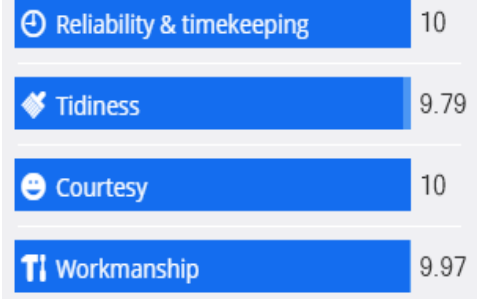 Reliability & timekeeping 10
Tidiness 9.79
Courtesy 10
Workmanship 9.97